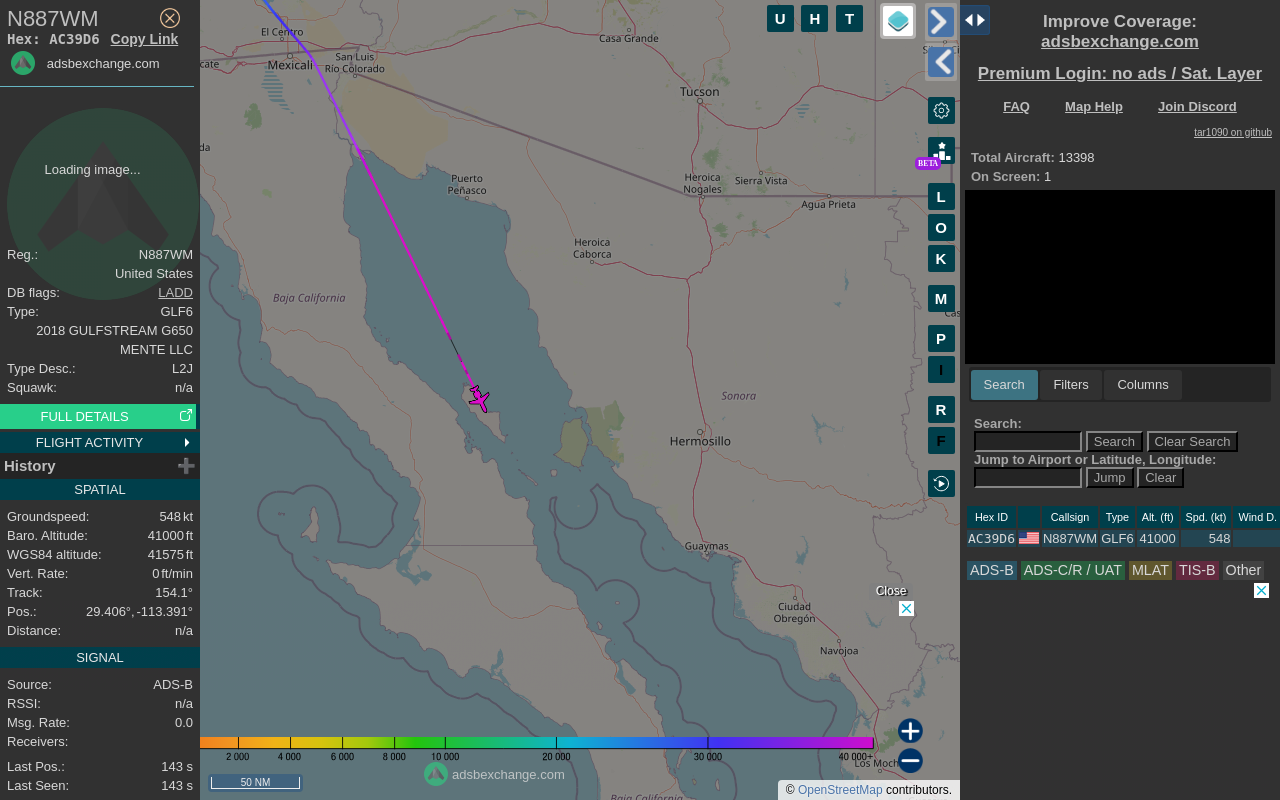 N887WM
Hex: AC39D6 Copy Link
adsbexchange.com
Loading image...
Reg.: N887WM
United States
DB flags: LADD
Type: GLF6
2018 GULFSTREAM G650
MENTE LLC
Type Desc.: L2J
Squawk: n/a
FULL DETAILS
FLIGHT ACTIVITY
History
SPATIAL
Groundspeed: 548 kt
Baro. Altitude: 41000 ft
WGS84 altitude: 41575 ft
Vert. Rate: 0 ft/min
Track: 154.1°
Pos.: 29.406°, -113.391°
Distance: n/a
SIGNAL
Source: ADS-B
RSSI: n/a
Msg. Rate: 0.0
Receivers:
Last Pos.: 143 s
Last Seen: 143 s
El Centro
Mexicali
San Luis
Río Colorado
Casa Grande
Tucson
Puerto
Peñasco
Heroica
Nogales
Sierra Vista
Agua Prieta
Heroica
Caborca
Baja California
Sonora
Hermosillo
Guaymas
Ciudad
Obregón
Navojoa
Los Moch
Baja California
U H T
BETA
L
O
K
M
P
I
R
F
Close
2 000 4 000 6 000 8 000 10 000 20 000 30 000 40 000+
50 NM
adsbexchange.com
© OpenStreetMap contributors.
Improve Coverage:
adsbexchange.com
Premium Login: no ads / Sat. Layer
FAQ Map Help Join Discord
tar1090 on github
Total Aircraft: 13398
On Screen: 1
Search Filters Columns
Search:
Search Clear Search
Jump to Airport or Latitude, Longitude:
Jump Clear
Hex ID Callsign Type Alt. (ft) Spd. (kt) Wind D.
AC39D6 N887WM GLF6 41000 548
ADS-B ADS-C/R / UAT MLAT TIS-B Other